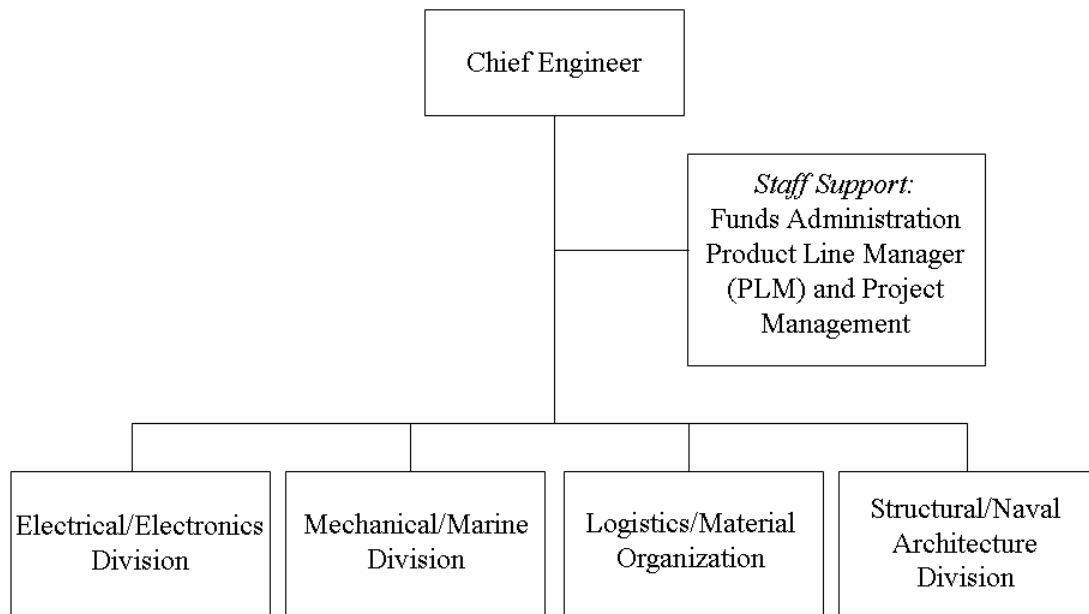 Chief Engineer
Staff Support:
Funds Administration
Product Line Manager
(PLM) and Project
Management
Electrical/Electronics
Division
Mechanical/Marine
Division
Logistics/Material
Organization
Structural/Naval
Architecture
Division